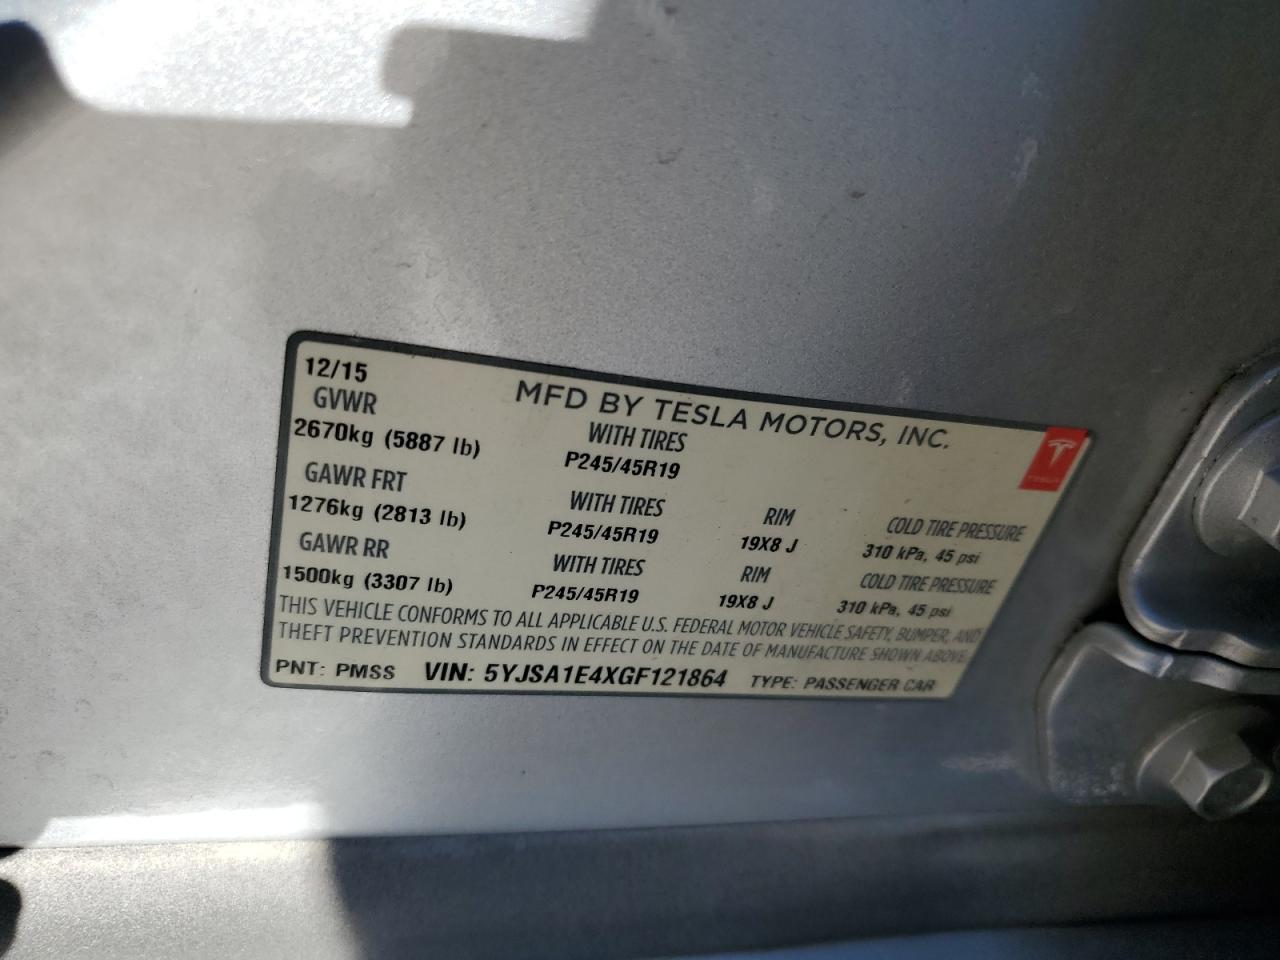 12/15 MFD BY TESLA MOTORS, INC.
GVWR WITH TIRES
2670kg (5887 lb) P245/45R19
TESLA
GAWR FRT WITH TIRES RIM COLD TIRE PRESSURE
1276kg (2813 lb) P245/45R19 19X8 J 310 kPa, 45 psi
GAWR RR WITH TIRES RIM COLD TIRE PRESSURE
1500kg (3307 lb) P245/45R19 19X8 J 310 kPa, 45 psi
THIS VEHICLE CONFORMS TO ALL APPLICABLE U.S. FEDERAL MOTOR VEHICLE SAFETY, BUMPER, AND
THEFT PREVENTION STANDARDS IN EFFECT ON THE DATE OF MANUFACTURE SHOWN ABOVE.
PNT: PMSS VIN: 5YJSA1E4XGF121864 TYPE: PASSENGER CAR